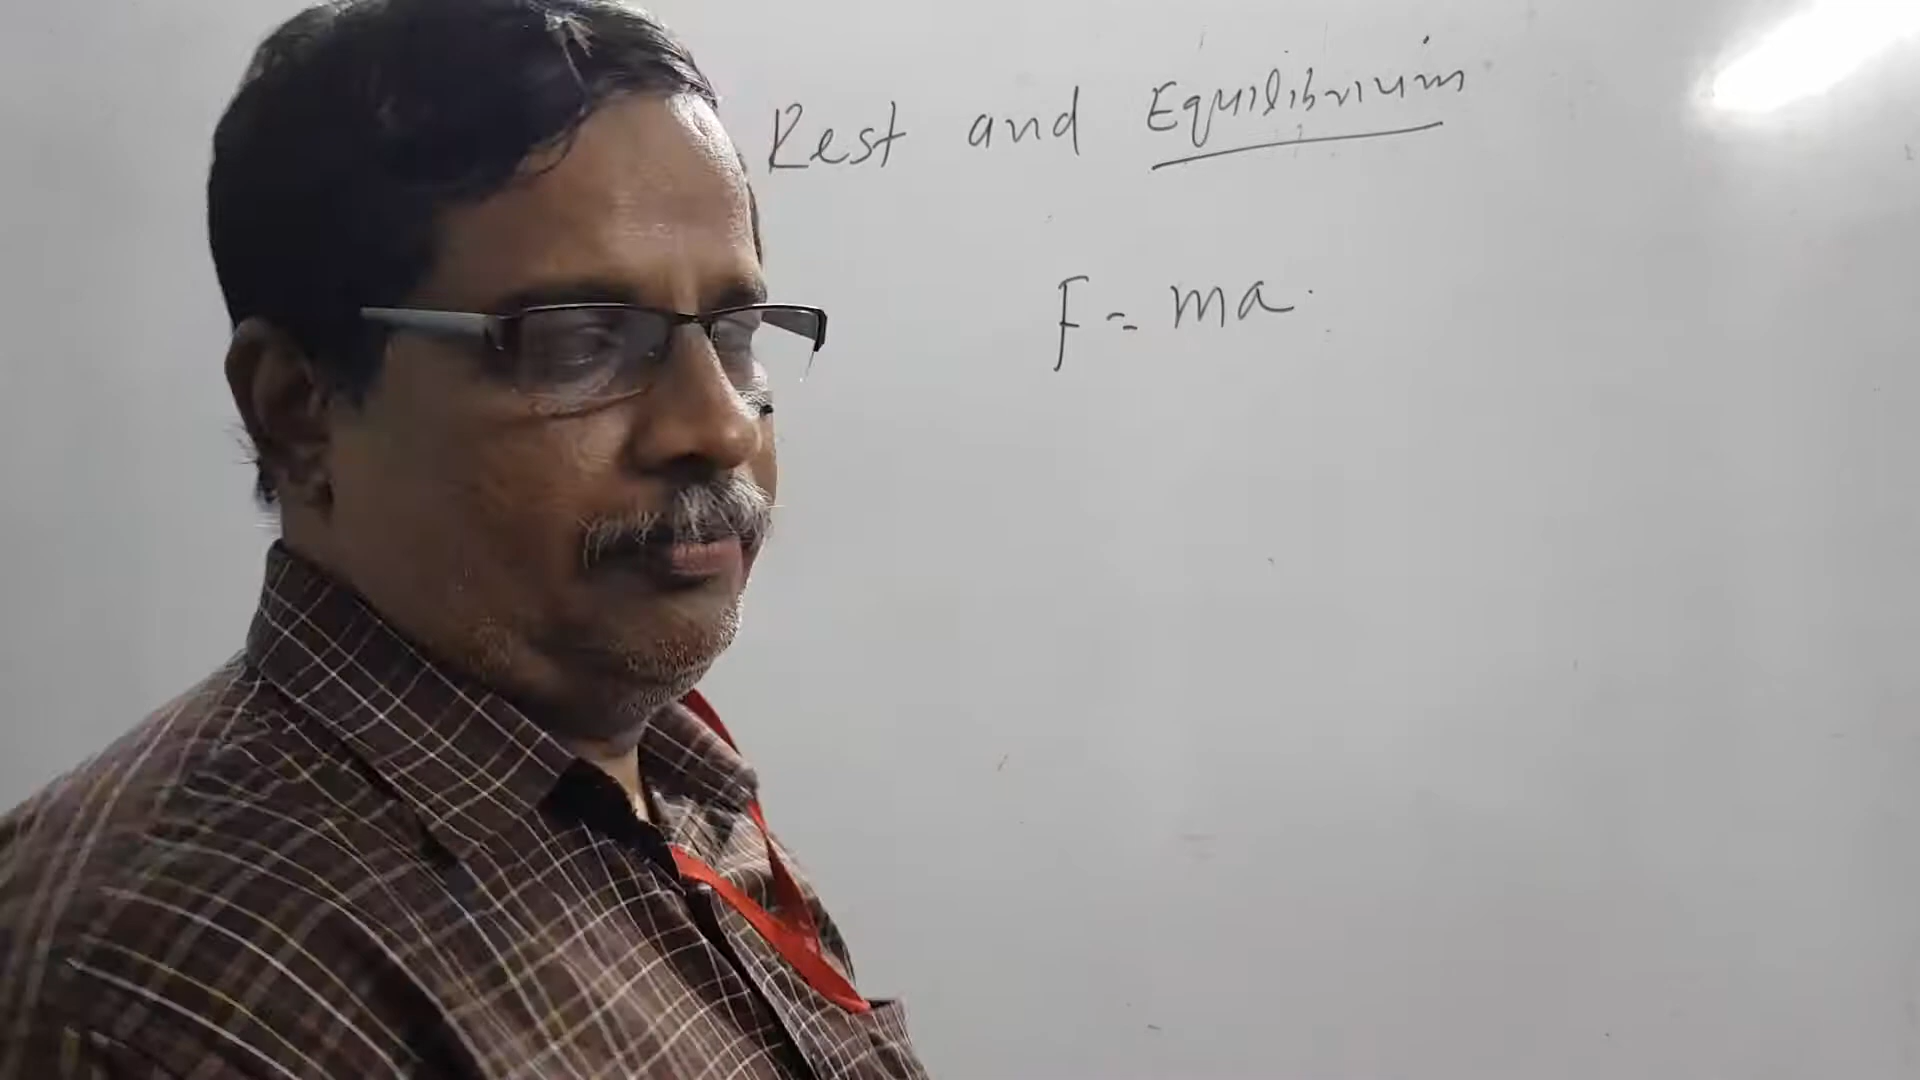 Rest and Equilibrium
F = ma.